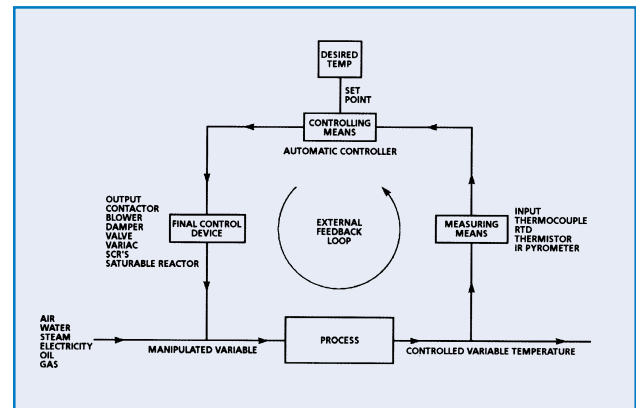 DESIRED
TEMP
SET
POINT
CONTROLLING
MEANS
AUTOMATIC CONTROLLER
OUTPUT
CONTACTOR
BLOWER
DAMPER
VALVE
VARIAC
SCR'S
SATURABLE REACTOR
FINAL CONTROL
DEVICE
EXTERNAL
FEEDBACK
LOOP
MEASURING
MEANS
INPUT
THERMOCOUPLE
RTD
THERMISTOR
IR PYROMETER
AIR
WATER
STEAM
ELECTRICITY
OIL
GAS
MANIPULATED VARIABLE
PROCESS
CONTROLLED VARIABLE TEMPERATURE